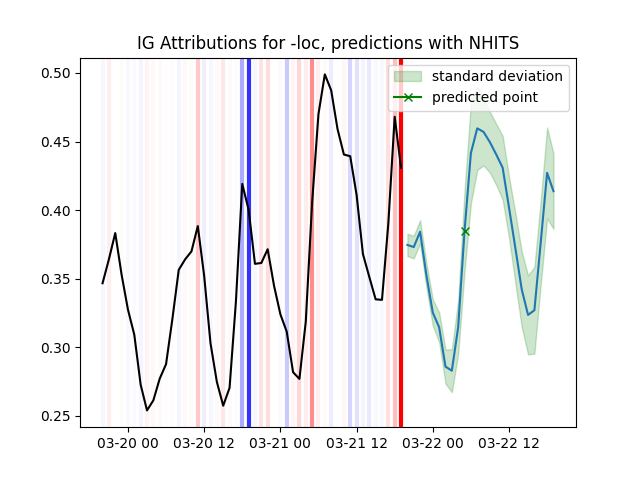 IG Attributions for -loc, predictions with NHITS
standard deviation
predicted point
0.50
0.45
0.40
0.35
0.30
0.25
03-20 00 03-20 12 03-21 00 03-21 12 03-22 00 03-22 12